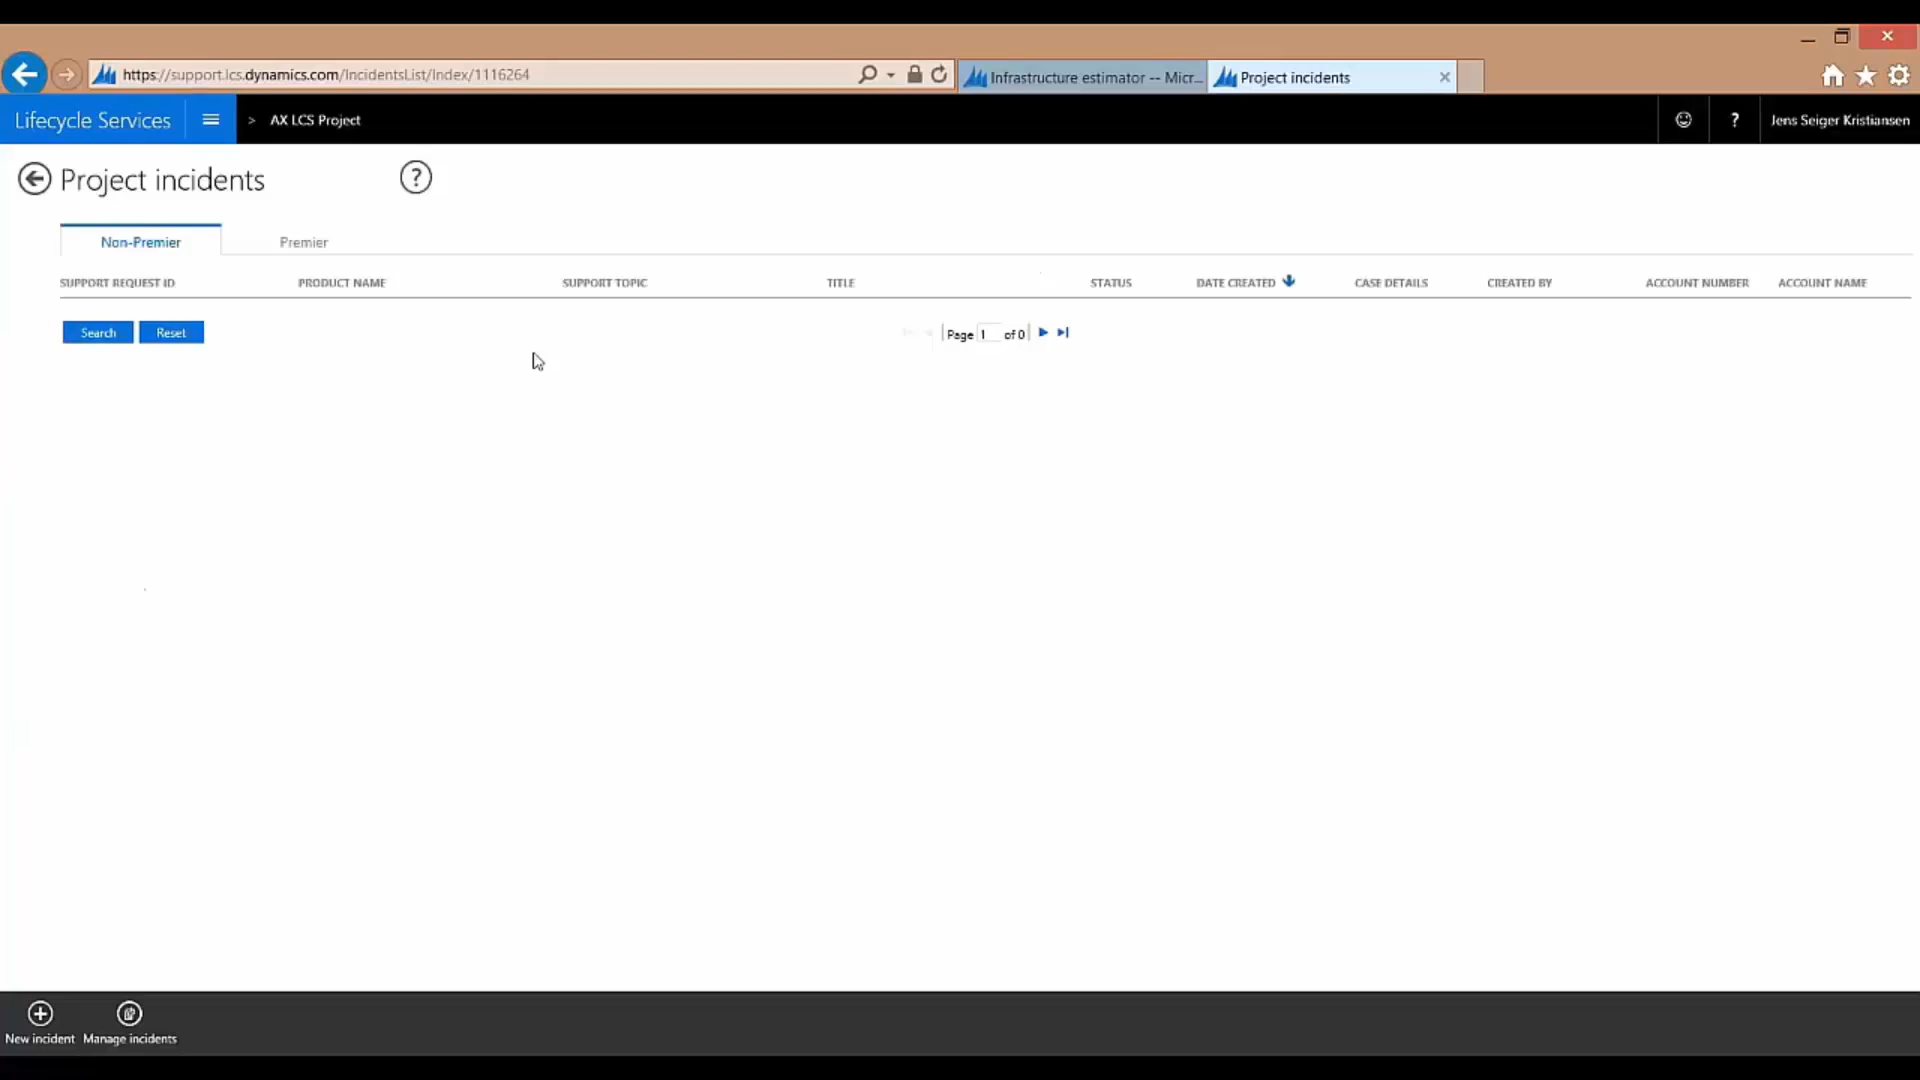 https://support.lcs.dynamics.com/IncidentsList/Index/1116264
Infrastructure estimator -- Micr...
Project incidents
Lifecycle Services
> AX LCS Project
?
Jens Seiger Kristiansen
Project incidents
?
Non-Premier
Premier
SUPPORT REQUEST ID
PRODUCT NAME
SUPPORT TOPIC
TITLE
STATUS
DATE CREATED
CASE DETAILS
CREATED BY
ACCOUNT NUMBER
ACCOUNT NAME
Search
Reset
Page 1 of 0
New incident
Manage incidents